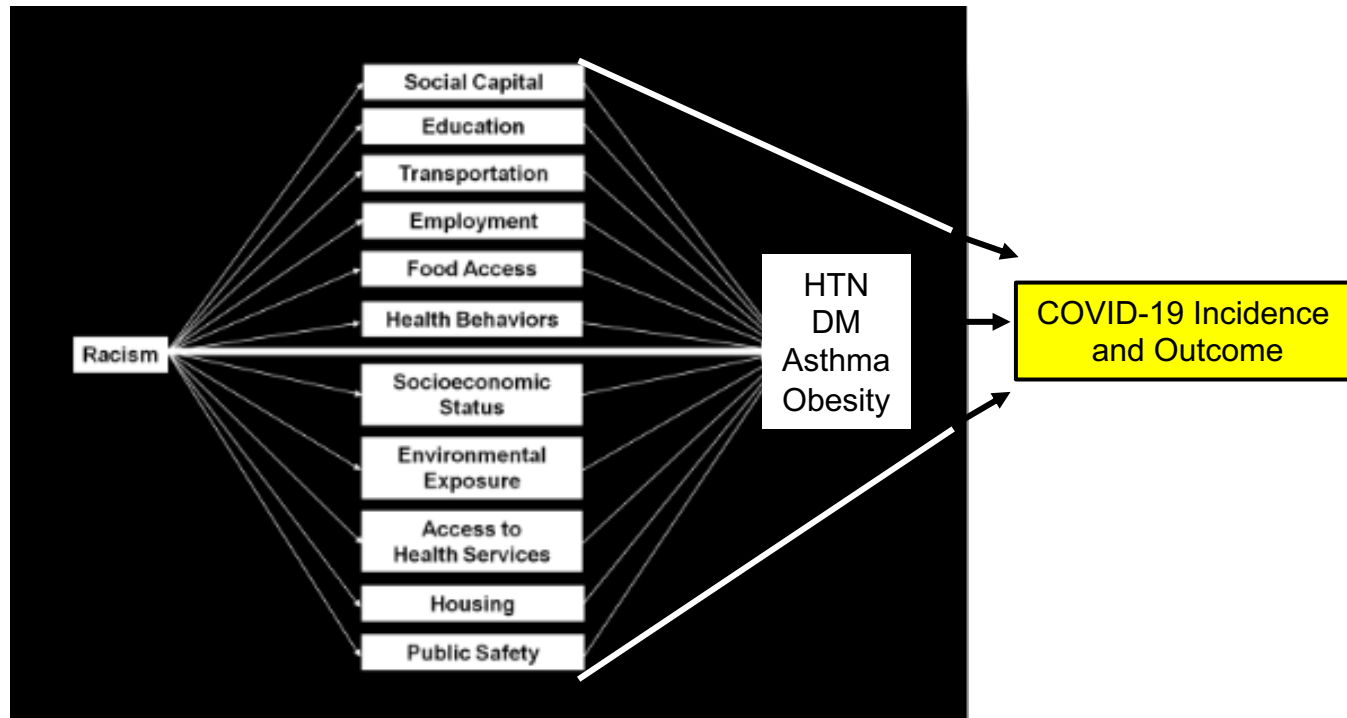 Social Capital
Education
Transportation
Employment
Food Access
Health Behaviors
Racism
Socioeconomic
Status
Environmental
Exposure
Access to
Health Services
Housing
Public Safety
HTN
DM
Asthma
Obesity
COVID-19 Incidence
and Outcome